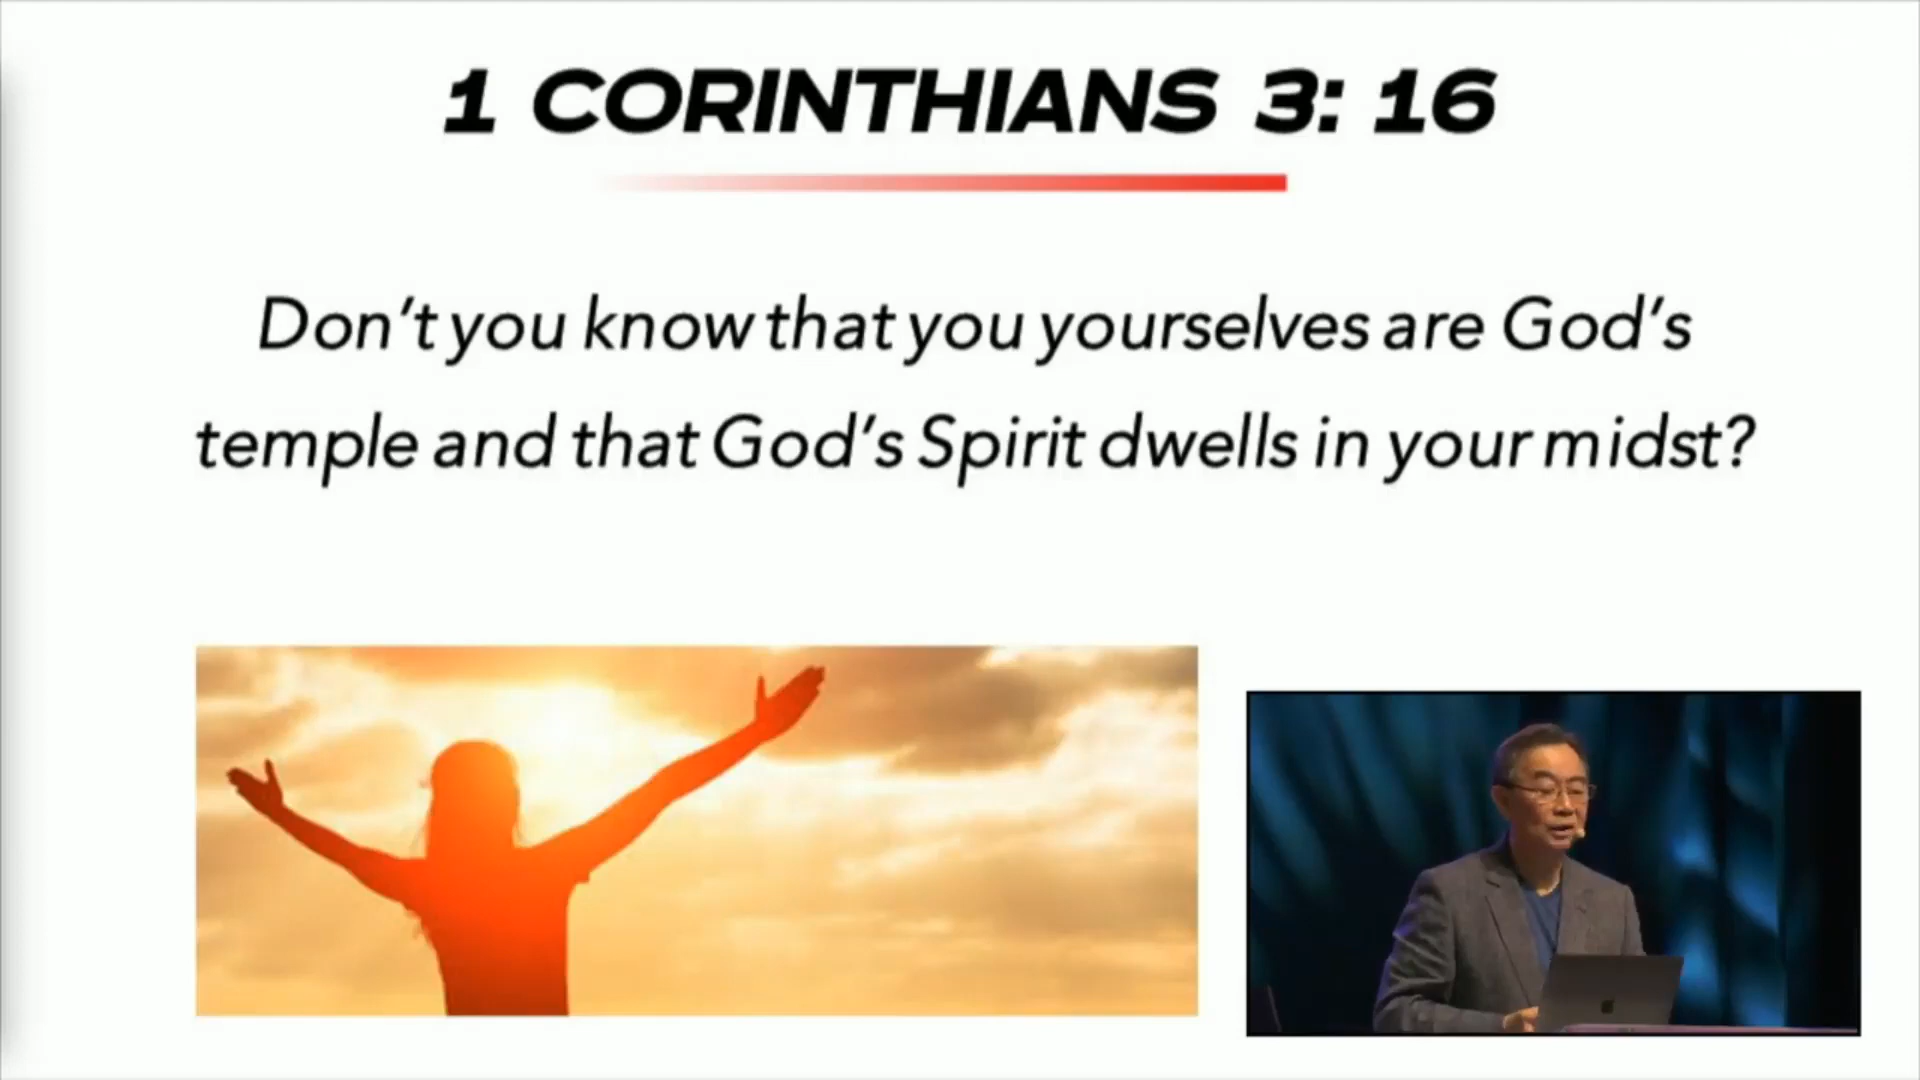 1 CORINTHIANS 3: 16
Don’t you know that you yourselves are God’s
temple and that God’s Spirit dwells in your midst?